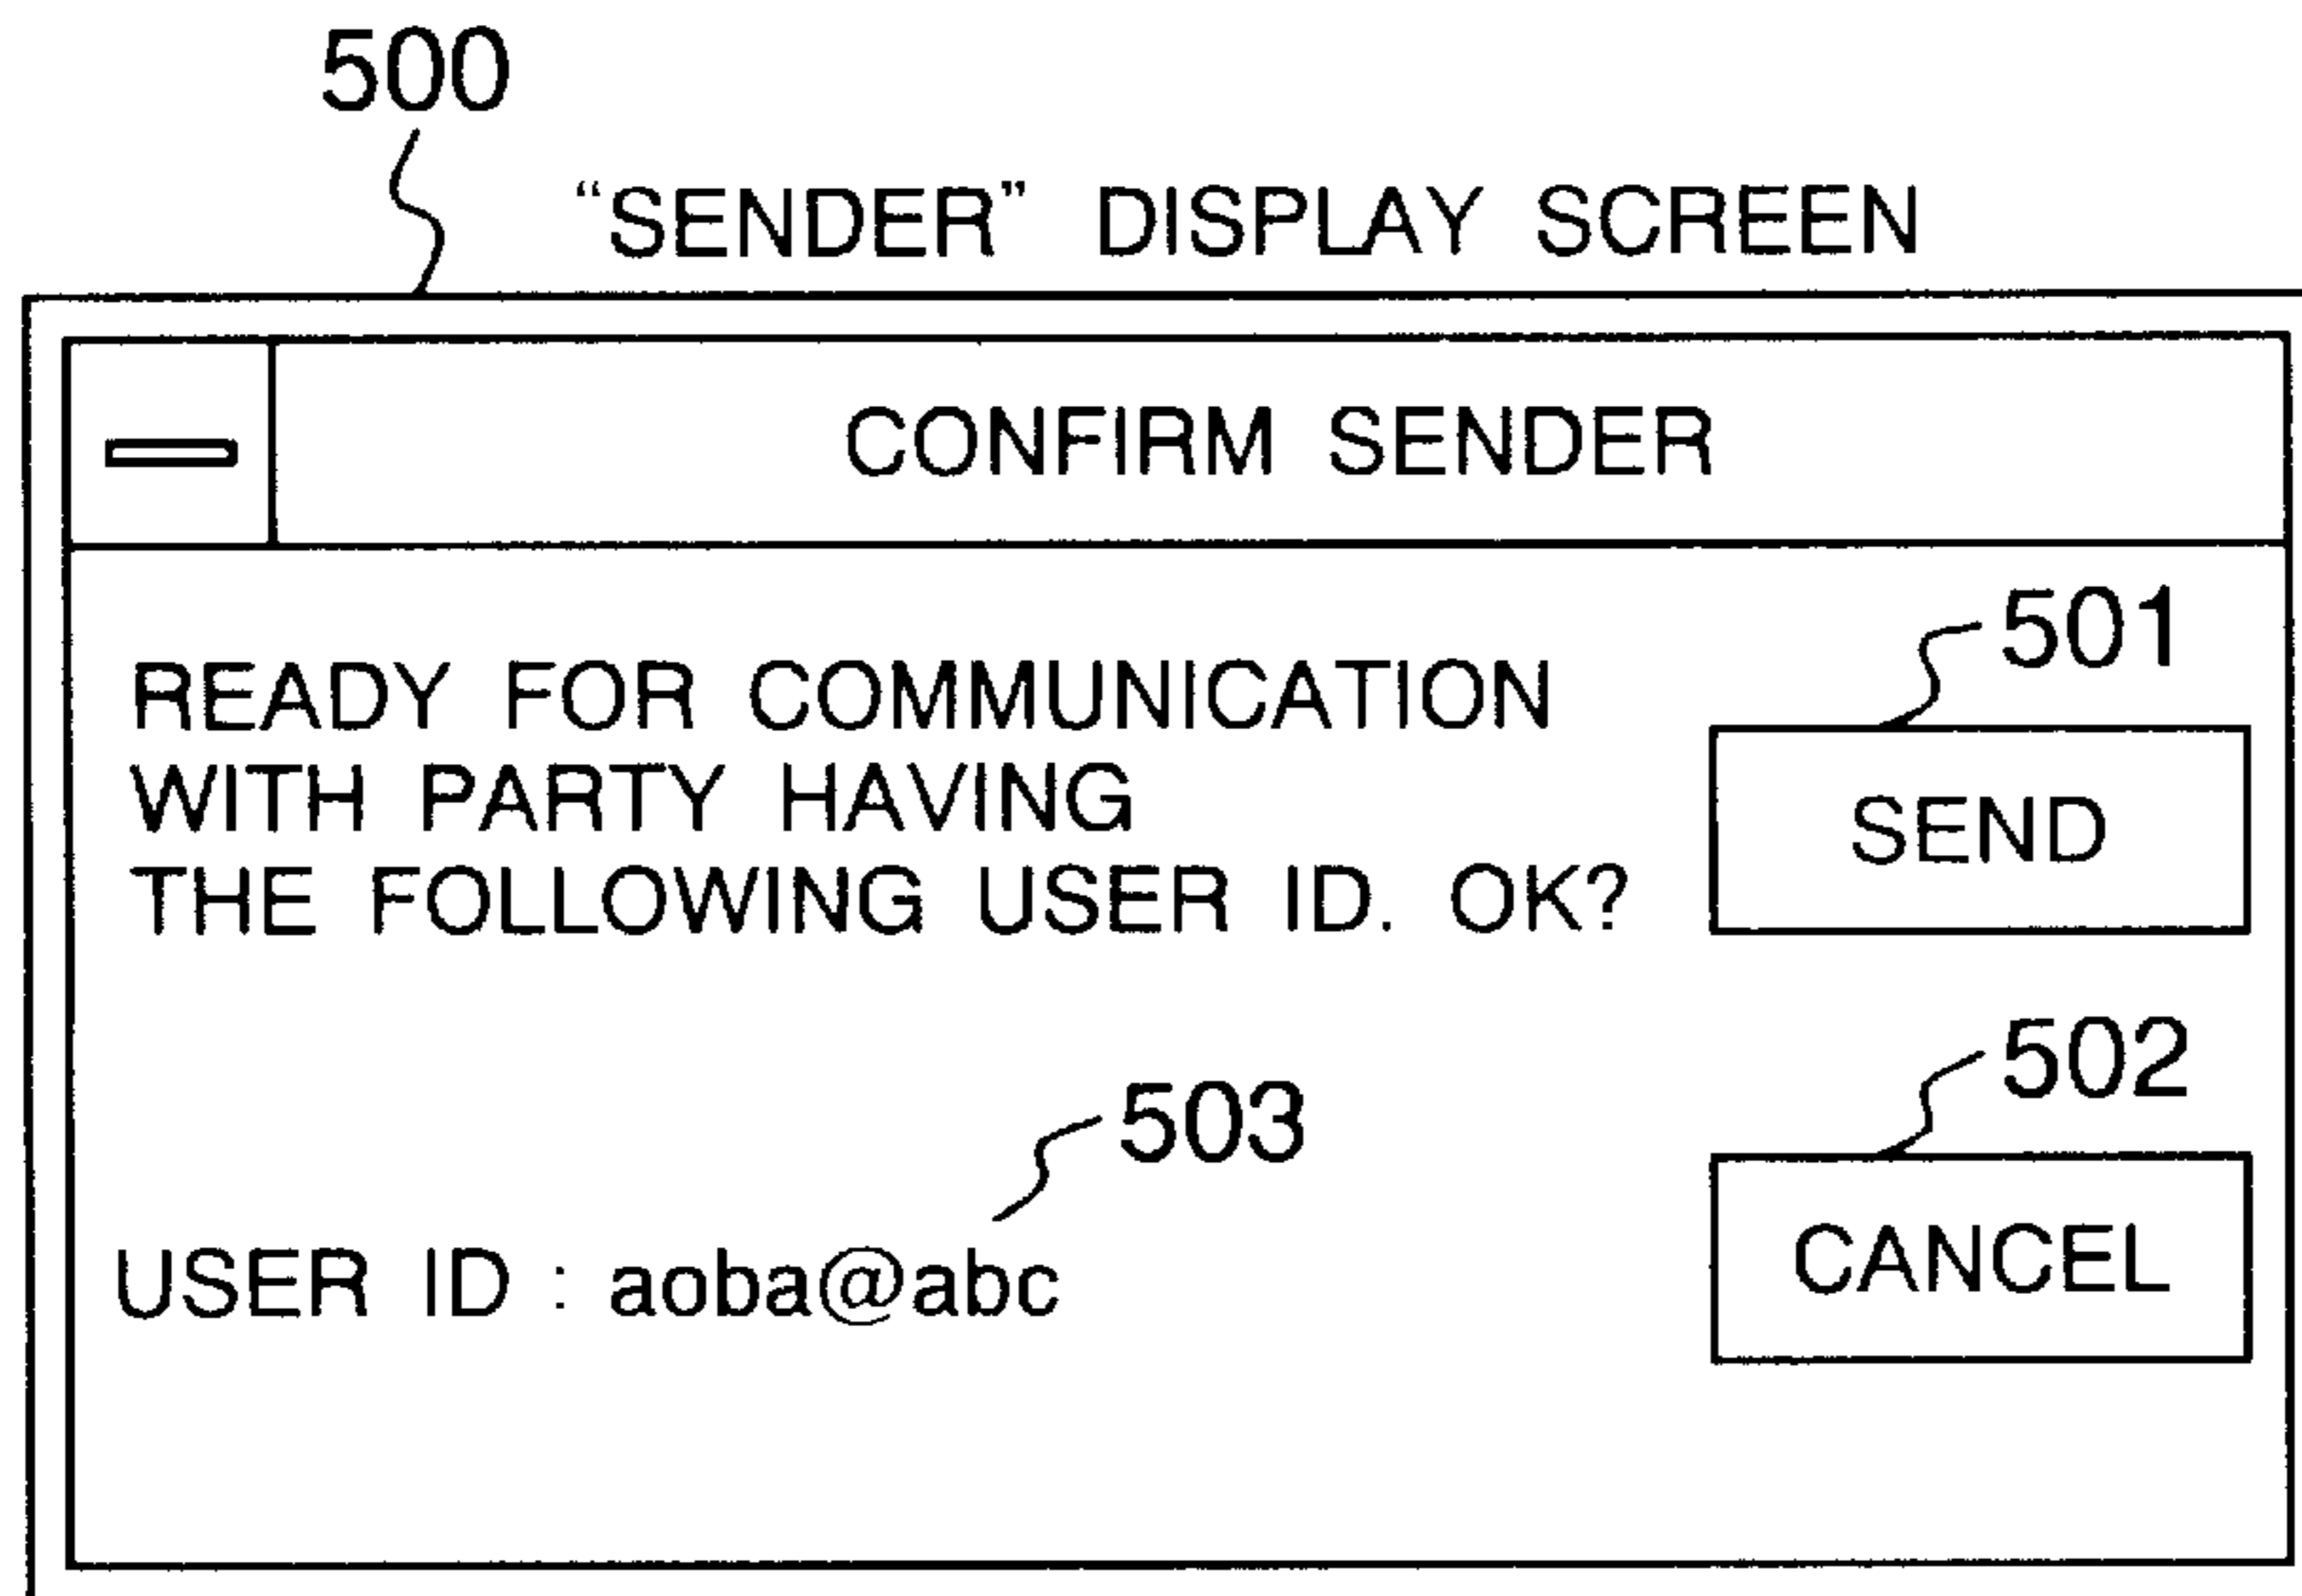 500
“SENDER” DISPLAY SCREEN
CONFIRM SENDER
501
READY FOR COMMUNICATION
WITH PARTY HAVING
THE FOLLOWING USER ID. OK?
SEND
502
503
USER ID : aoba@abc
CANCEL